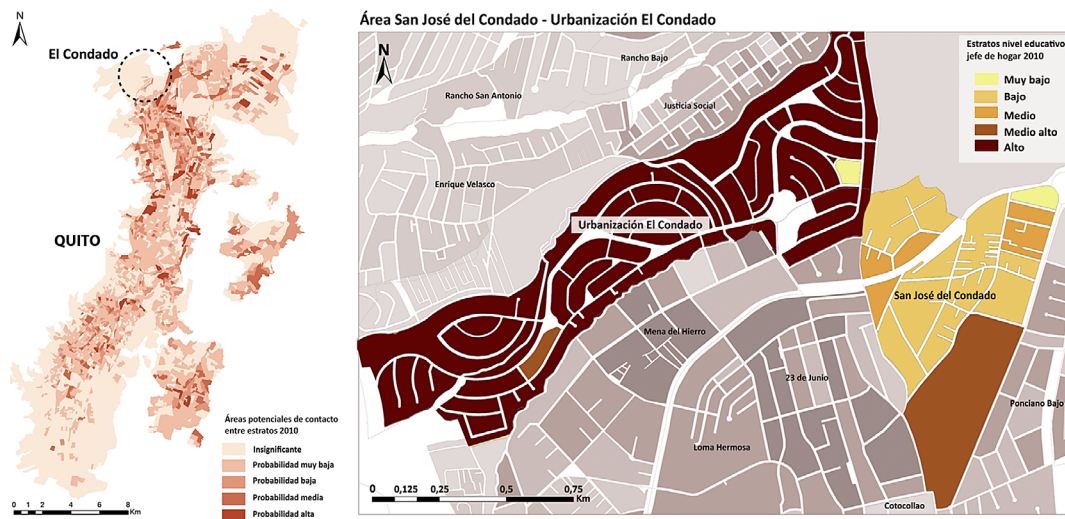 N
El Condado
QUITO
Áreas potenciales de contacto
entre estratos 2010
Insignificante
Probabilidad muy baja
Probabilidad baja
Probabilidad media
Probabilidad alta
0 1 2 4 6 8
Km
Área San José del Condado - Urbanización El Condado
N
Rancho Bajo
Rancho San Antonio
Justicia Social
Enrique Velasco
Urbanización El Condado
San José del Condado
Mena del Hierro
23 de Junio
Ponciano Bajo
Loma Hermosa
Cotocollao
Estratos nivel educativo
jefe de hogar 2010
Muy bajo
Bajo
Medio
Medio alto
Alto
0 0,125 0,25 0,5 0,75
Km